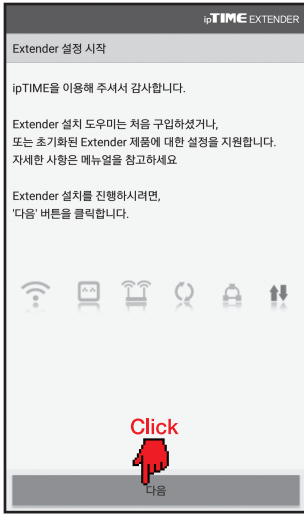 ipTIME EXTENDER
Extender 설정 시작
ipTIME을 이용해 주셔서 감사합니다.
Extender 설치 도우미는 처음 구입하셨거나,
또는 초기화된 Extender 제품에 대한 설정을 지원합니다.
자세한 사항은 메뉴얼을 참고하세요
Extender 설치를 진행하시려면,
'다음' 버튼을 클릭합니다.
Click
다음